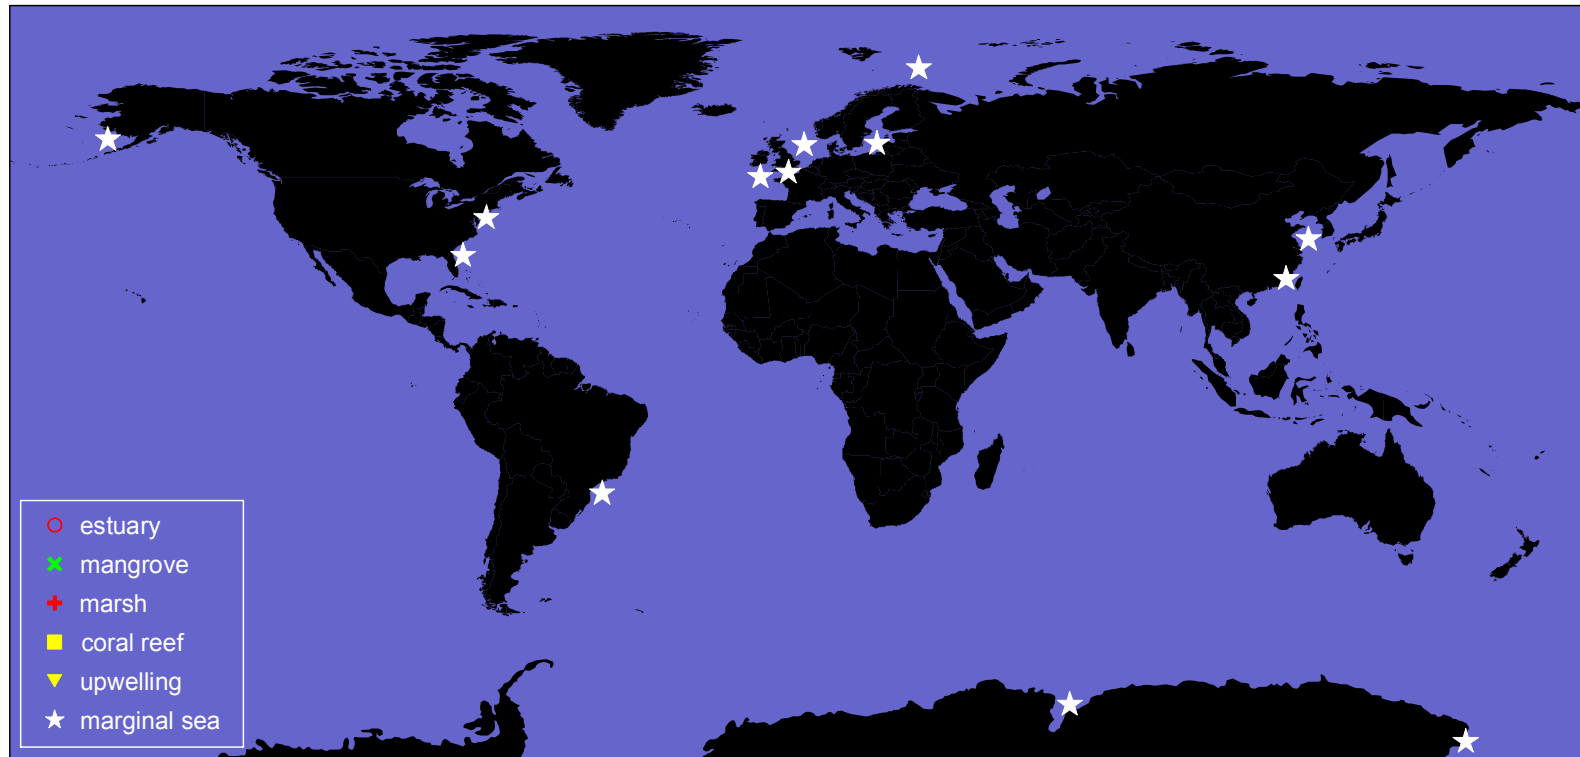 estuary
mangrove
marsh
coral reef
upwelling
marginal sea